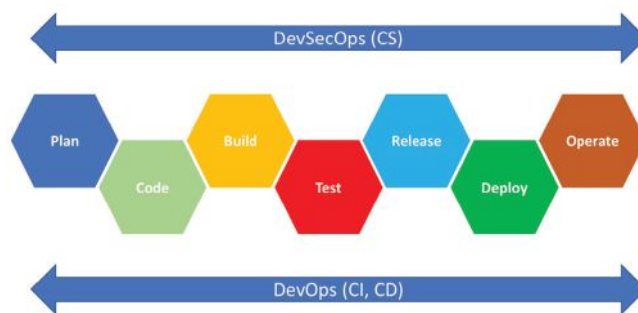 DevSecOps (CS)
Plan
Code
Build
Test
Release
Deploy
Operate
DevOps (CI, CD)